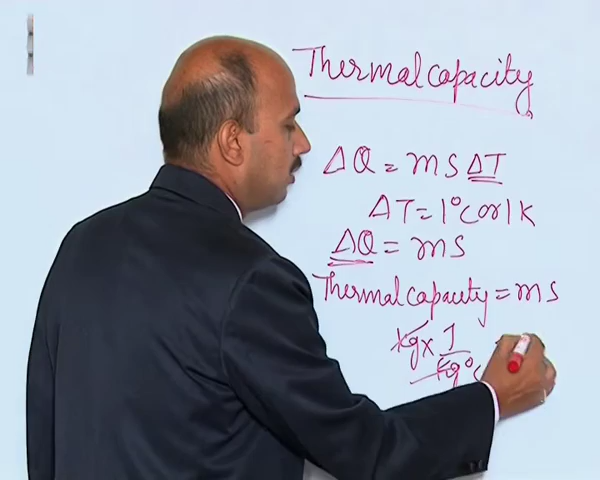 Thermal capacity
ΔQ = ms ΔT
ΔT = 1°C or 1K
ΔQ = ms
Thermal capacity = ms
kg x J
kg°